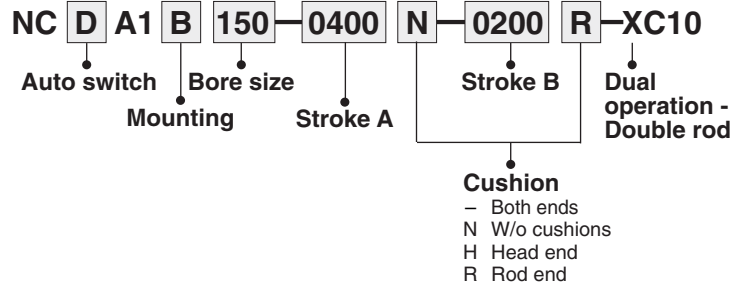 NC D A1 B 150 — 0400 N — 0200 R — XC10
Auto switch
Bore size
Stroke B
Dual operation - Double rod
Mounting
Stroke A
Cushion
– Both ends
N W/o cushions
H Head end
R Rod end